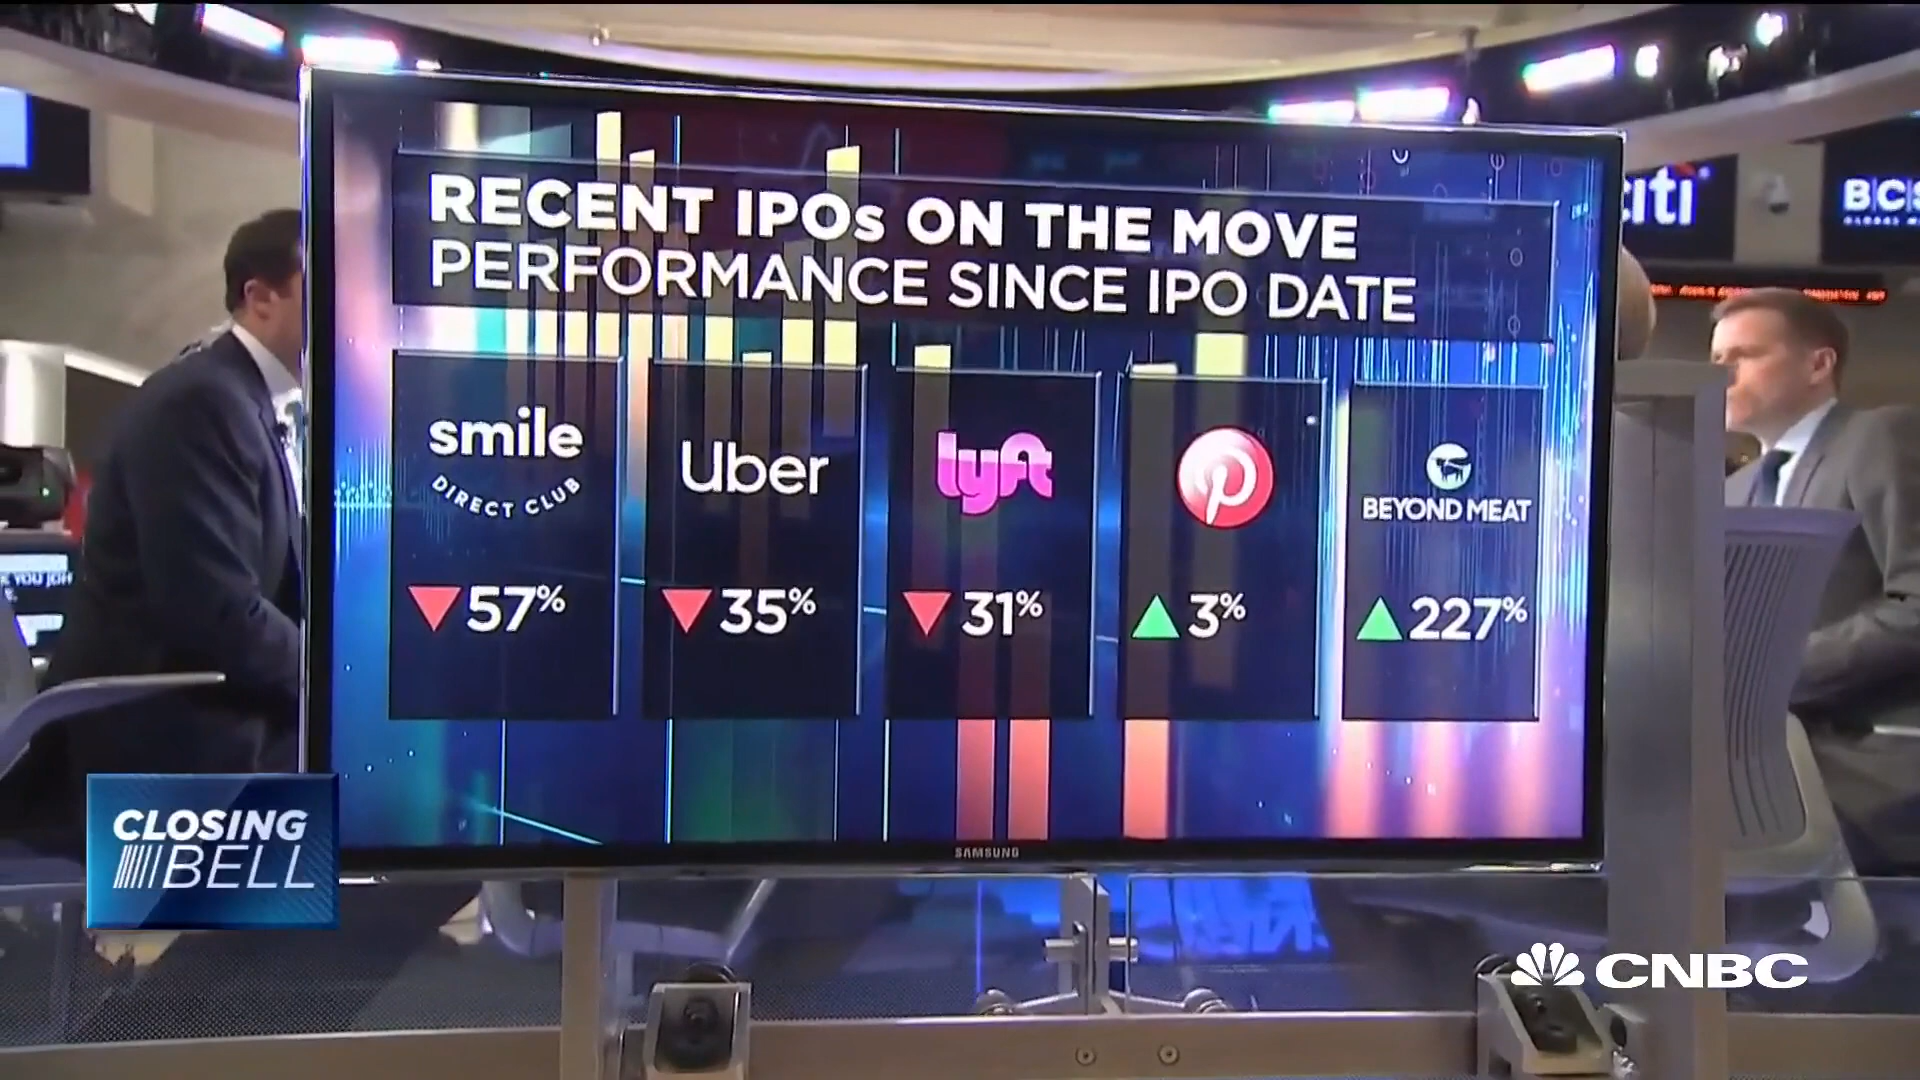 RECENT IPOs ON THE MOVE
PERFORMANCE SINCE IPO DATE
smile
DIRECT CLUB
Uber
lyft
BEYOND MEAT
57%
35%
31%
3%
227%
SAMSUNG
CLOSING
BELL
CNBC
citi